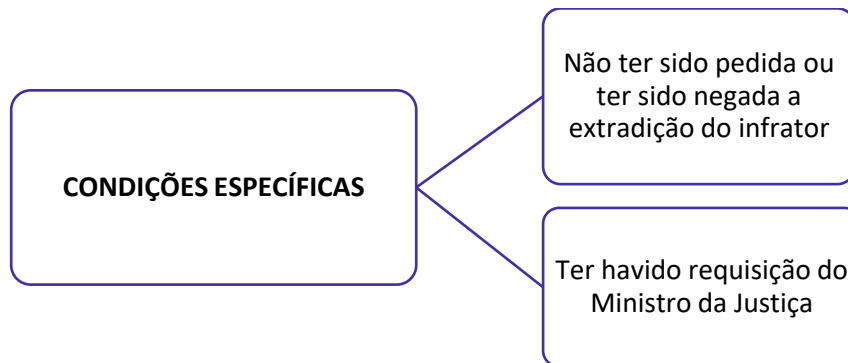 CONDIÇÕES ESPECÍFICAS
Não ter sido pedida ou
ter sido negada a
extradição do infrator
Ter havido requisição do
Ministro da Justiça